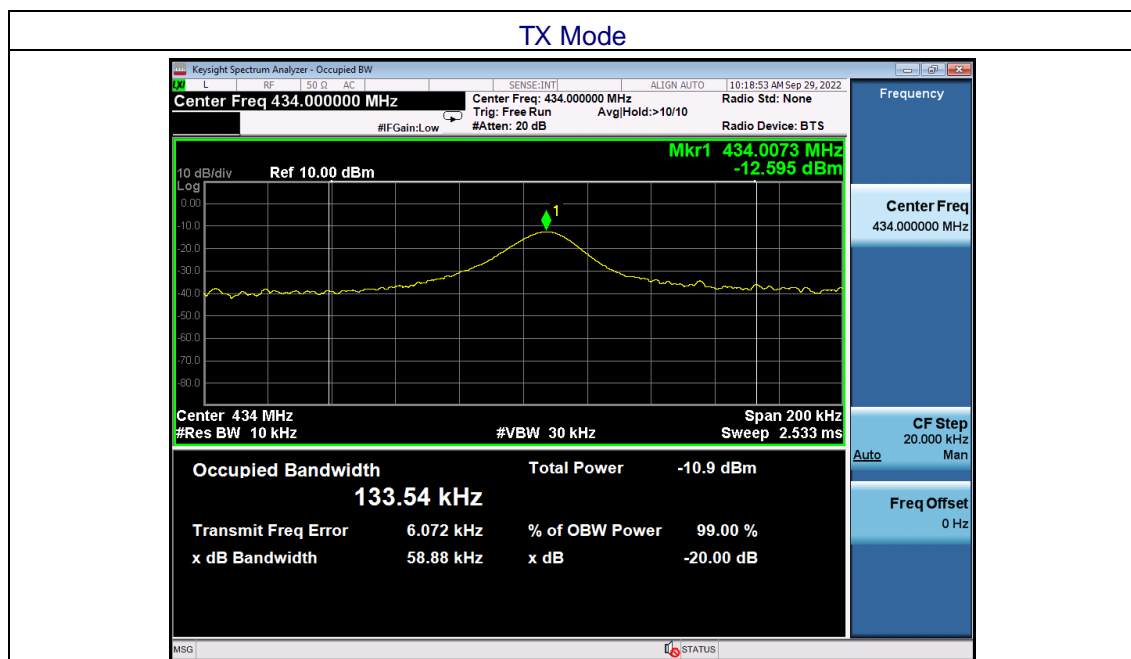 TX Mode
Keysight Spectrum Analyzer - Occupied BW
LXI L RF 50 Ω AC SENSE:INT ALIGN AUTO 10:18:53 AM Sep 29, 2022
Center Freq 434.000000 MHz
Center Freq: 434.000000 MHz Radio Std: None
Trig: Free Run Avg|Hold:>10/10
#IFGain:Low #Atten: 20 dB Radio Device: BTS
Mkr1 434.0073 MHz
10 dB/div Ref 10.00 dBm -12.595 dBm
Log
0.00
1
-10.0
-20.0
-30.0
-40.0
-50.0
-60.0
-70.0
-80.0
Center 434 MHz Span 200 kHz
#Res BW 10 kHz #VBW 30 kHz Sweep 2.533 ms
Occupied Bandwidth Total Power -10.9 dBm
133.54 kHz
Transmit Freq Error 6.072 kHz % of OBW Power 99.00 %
x dB Bandwidth 58.88 kHz x dB -20.00 dB
Frequency
Center Freq
434.000000 MHz
CF Step
20.000 kHz
Auto Man
Freq Offset
0 Hz
MSG STATUS